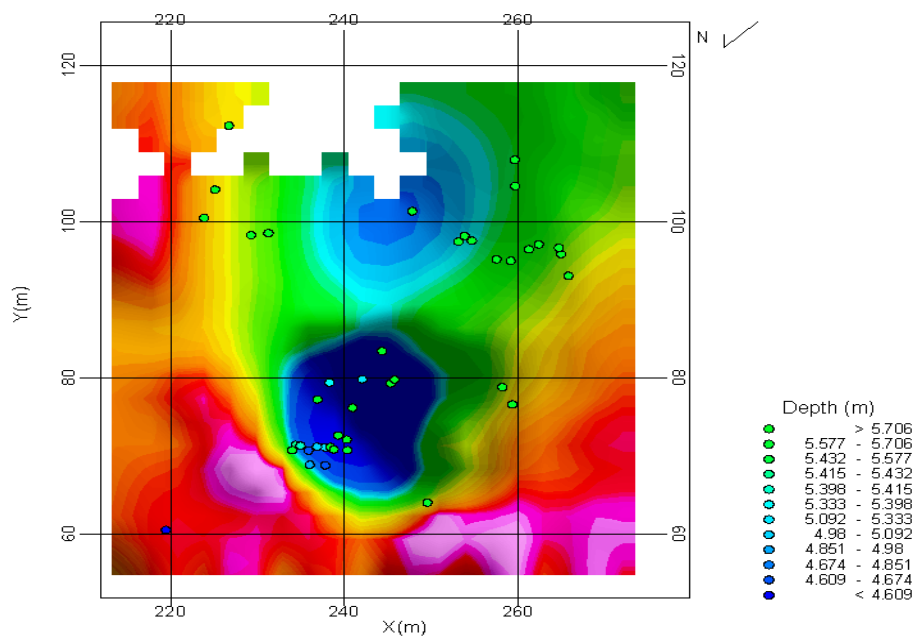 220 240 260
N
120 120
100 100
Y(m)
80 80
60 60
220 240 260
X(m)
Depth (m)
> 5.706
5.577 - 5.706
5.432 - 5.577
5.415 - 5.432
5.398 - 5.415
5.333 - 5.398
5.092 - 5.333
4.98 - 5.092
4.851 - 4.98
4.674 - 4.851
4.609 - 4.674
< 4.609